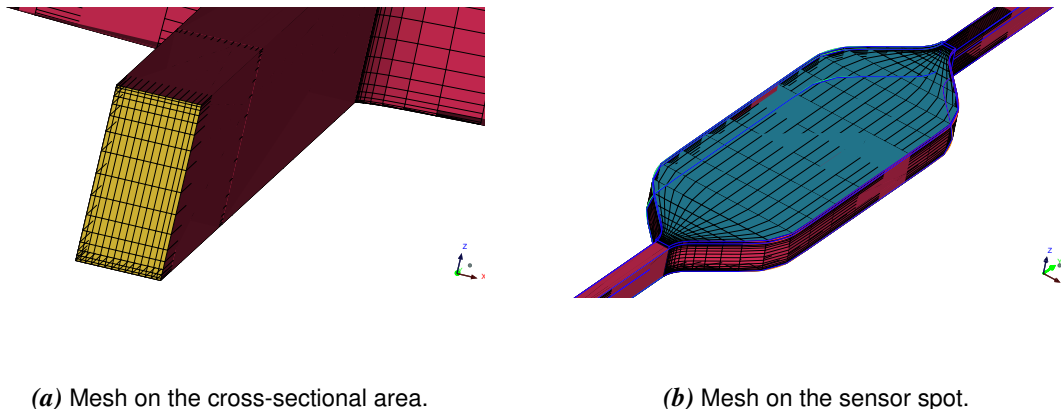 z
x
z
(a) Mesh on the cross-sectional area.
(b) Mesh on the sensor spot.